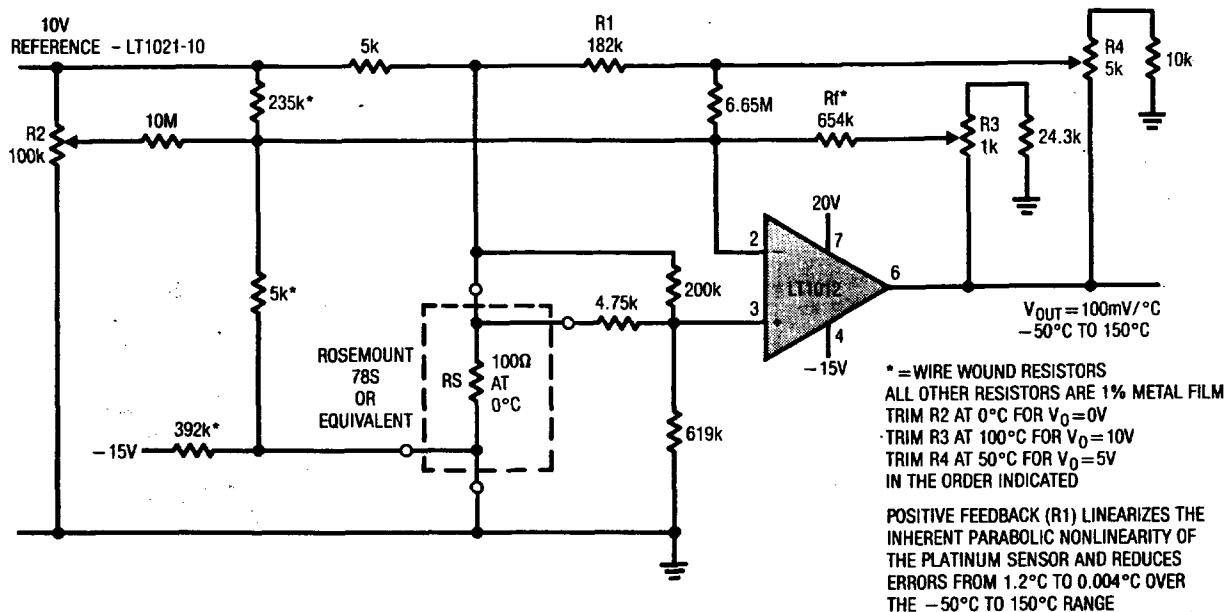 10V
REFERENCE - LT1021-10
5k
R1
182k
R4
5k
10k
235k*
6.65M
Rf*
654k
R3
1k
24.3k
R2
100k
10M
20V
2
7
-
LT1012
6
3
+
4
-15V
5k*
200k
4.75k
ROSEMOUNT
78S
OR
EQUIVALENT
RS
100Ω
AT
0°C
619k
392k*
-15V
VOUT=100mV/°C
-50°C TO 150°C
* =WIRE WOUND RESISTORS
ALL OTHER RESISTORS ARE 1% METAL FILM
TRIM R2 AT 0°C FOR VO=0V
TRIM R3 AT 100°C FOR VO=10V
TRIM R4 AT 50°C FOR VO=5V
IN THE ORDER INDICATED
POSITIVE FEEDBACK (R1) LINEARIZES THE
INHERENT PARABOLIC NONLINEARITY OF
THE PLATINUM SENSOR AND REDUCES
ERRORS FROM 1.2°C TO 0.004°C OVER
THE -50°C TO 150°C RANGE